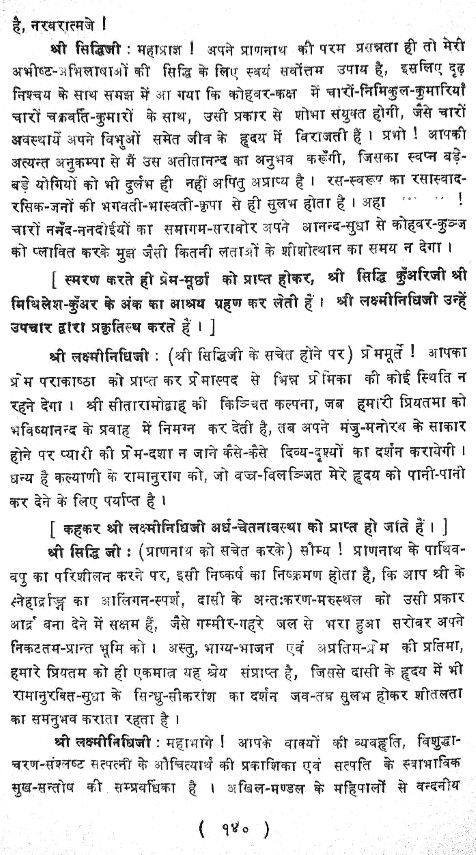 है, नरवरात्मजे !
श्री सिद्धिजी : महाप्राज्ञ ! अपने प्राणनाथ की परम प्रसन्नता ही तो मेरी
अभीष्ट-अभिलाषाओं की सिद्धि के लिए स्वयं सर्वोत्तम उपाय है, इसलिए दृढ़
निश्चय के साथ समझ में आ गया कि कोहवर-कक्ष में चारों-निमिकुल-कुमारियाँ
चारों चक्रवर्ति-कुमारों के साथ, उसी प्रकार से शोभा संयुक्त होगी, जैसे चारों
अवस्थायें अपने विभुओं समेत जीव के हृदय में विराजती हैं । प्रभो ! आपकी
अत्यन्त अनुकम्पा से मैं उस अतीतानन्द का अनुभव करूँगी, जिसका स्वप्न बड़े-
बड़े योगियों को भी दुर्लभ ही नहीं अपितु अप्राप्य है । रस-स्वरूप का रसास्वाद-
रसिक-जनों की भगवती-भास्वती-कृपा से ही सुलभ होता है । अहा ...... !
चारों ननँद-ननदोईयों का समागम-सरावोर अपने आनन्द-सुधा से कोहवर-कुञ्ज
को प्लावित करके मुझ जैसी कितनी लताओं के शीशोत्थान का समय न देगा ।
[ स्मरण करते ही प्रेम-मूर्छा को प्राप्त होकर, श्री सिद्धि कुँअरिजी श्री
मिथिलेश-कुँअर के अंक का आश्रय ग्रहण कर लेती हैं । श्री लक्ष्मीनिधिजी उन्हें
उपचार द्वारा प्रकृतिस्थ करते हैं । ]
श्री लक्ष्मीनिधिजी : (श्री सिद्धिजी के सचेत होने पर) प्रेममूर्ते ! आपका
प्रेम पराकाष्ठा को प्राप्त कर प्रेमास्पद से भिन्न प्रेमिका की कोई स्थिति न
रहने देगा । श्री सीतारामोद्वाह की किञ्चित कल्पना, जब हमारी प्रियतमा को
भविष्यानन्द के प्रवाह में निमग्न कर देती है, तब अपने मंजु-मनोरथ के साकार
होने पर प्यारी की प्रेम-दशा न जाने कैसे-कैसे दिव्य-दृश्यों का दर्शन करायेगी ।
धन्य है कल्याणी के रामानुराग को, जो वज्र-विलञ्जित मेरे हृदय को पानी-पानी
कर देने के लिए पर्याप्त है ।
[ कहकर श्री लक्ष्मीनिधिजी अर्ध-चेतनावस्था को प्राप्त हो जाते हैं । ]
श्री सिद्धि जी : (प्राणनाथ को सचेत करके) सौम्य ! प्राणनाथ के पार्थिव-
वपु का परिशीलन करने पर, इसी निष्कर्ष का निष्क्रमण होता है, कि आप श्री के
स्नेहार्द्राङ्ग का आलिगन-स्पर्श, दासी के अन्तःकरण-मरुस्थल को उसी प्रकार
आर्द्र बना देने में सक्षम हैं, जैसे गम्भीर-गहरे जल से भरा हुआ सरोवर अपने
निकटतम-प्रान्त भूमि को । अस्तु, भाग्य-भाजन एवं अप्रतिम-प्रेम की प्रतिमा,
हमारे प्रियतम को ही एकमात्र यह श्रेय संप्राप्त है, जिससे दासी के हृदय में भी
रामानुरक्ति-सुधा के सिन्धु-सीकरांश का दर्शन जब-तब सुलभ होकर शीतलता
का समनुभव कराता रहता है ।
श्री लक्ष्मीनिधिजी : महाभागे ! आपके वाक्यों की व्यवहृति, विशुद्धा-
चरण-संश्लष्ट सत्पत्नी के औचित्यार्थ की प्रकाशिका एवं सत्पति के स्वाभाविक
सुख-सन्तोष की सम्प्रवधिका है । अखिल-मण्डल के महिपालों से वन्दनीय
( १४० )